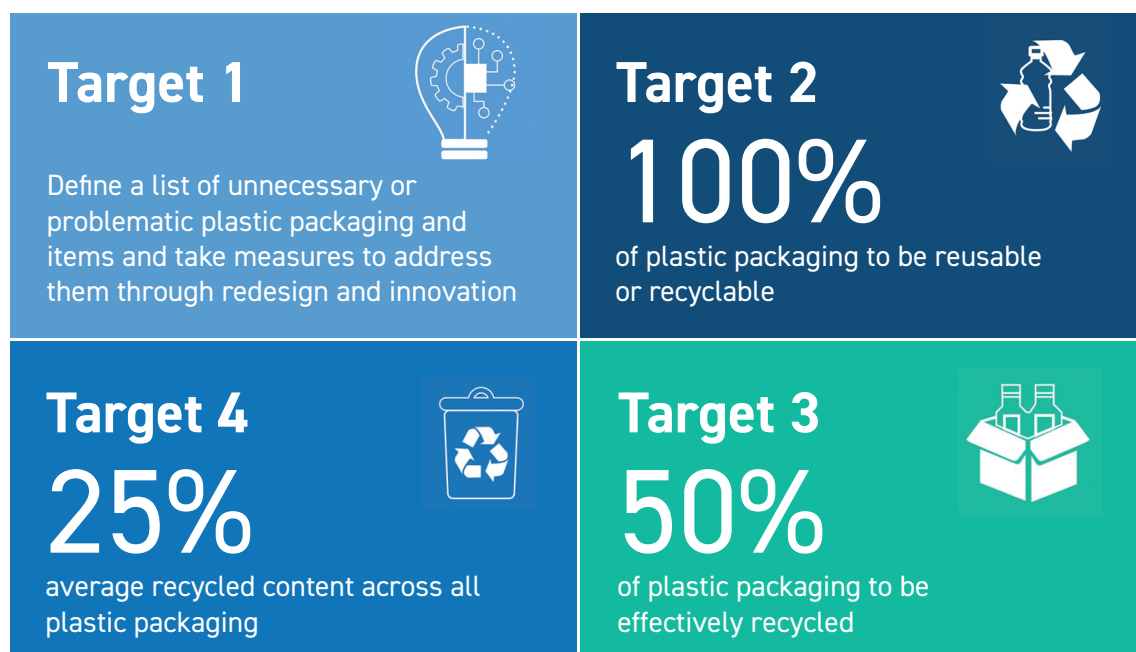 Target 1
Define a list of unnecessary or
problematic plastic packaging and
items and take measures to address
them through redesign and innovation
Target 2
100%
of plastic packaging to be reusable
or recyclable
Target 4
25%
average recycled content across all
plastic packaging
Target 3
50%
of plastic packaging to be
effectively recycled